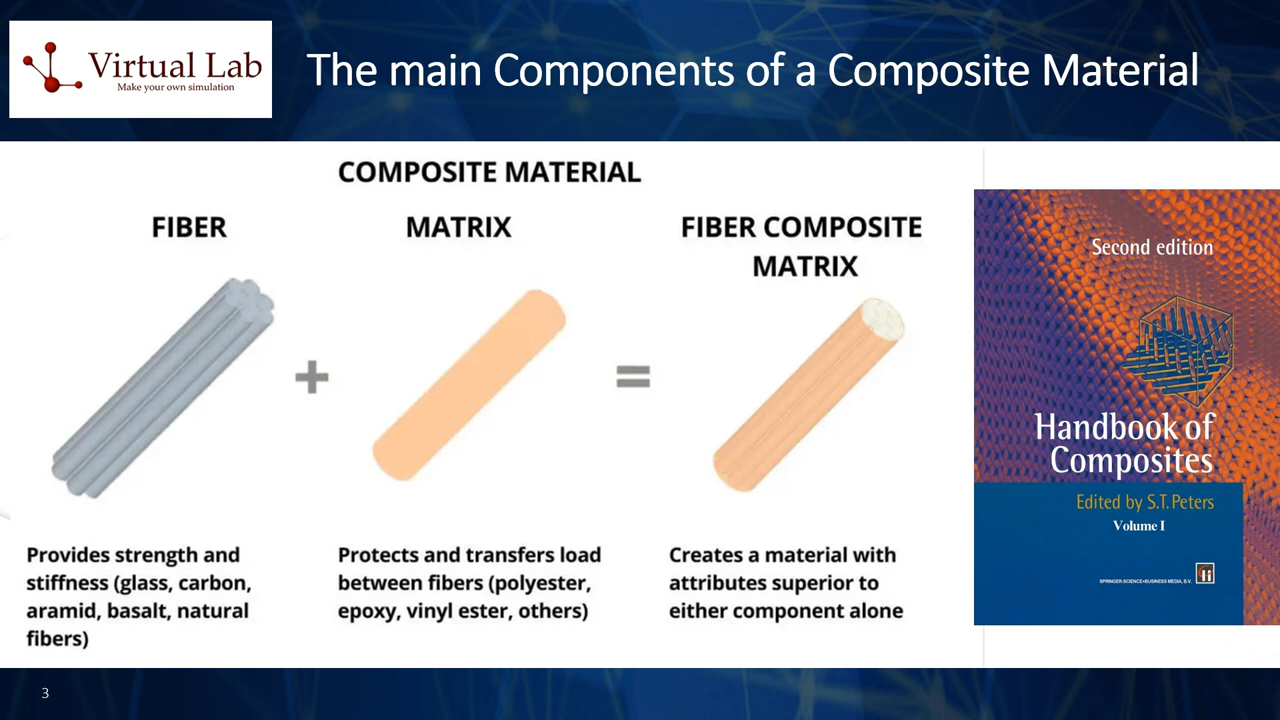 Virtual Lab
Make your own simulation
The main Components of a Composite Material
COMPOSITE MATERIAL
FIBER
MATRIX
FIBER COMPOSITE
MATRIX
+
=
Provides strength and
stiffness (glass, carbon,
aramid, basalt, natural
fibers)
Protects and transfers load
between fibers (polyester,
epoxy, vinyl ester, others)
Creates a material with
attributes superior to
either component alone
Second edition
Handbook of
Composites
Edited by S.T. Peters
Volume I
SPRINGER-SCIENCE+BUSINESS MEDIA, B.V.
3